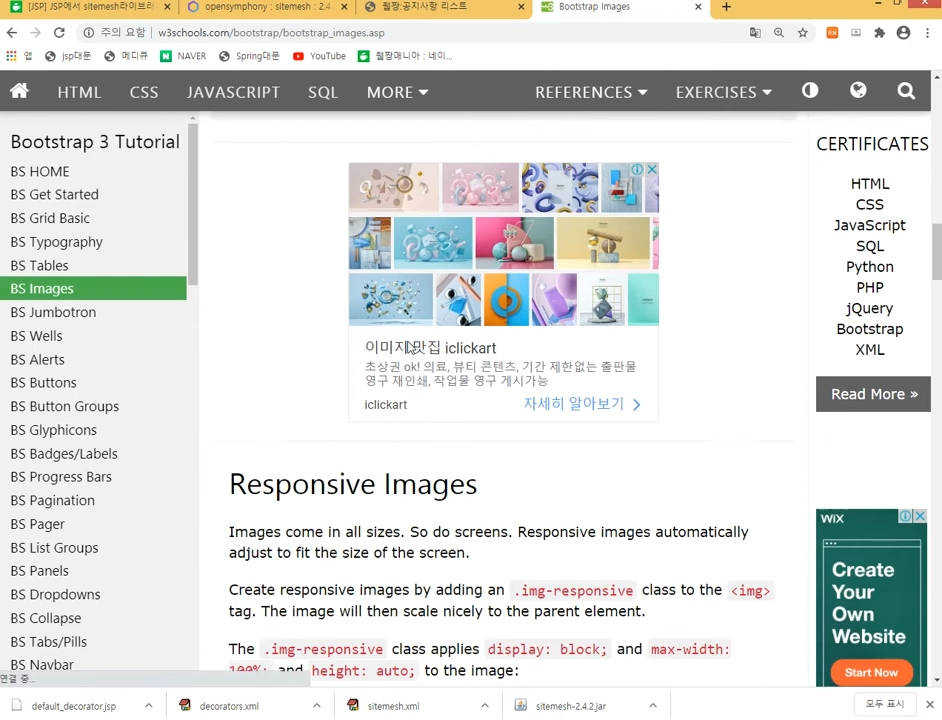 [JSP] JSP에서 sitemesh라이브러리
opensymphony : sitemesh : 2.4.
웰짱:공지사항 리스트
Bootstrap Images
주의 요함
w3schools.com/bootstrap/bootstrap_images.asp
앱
jsp대문
메디큐
NAVER
Spring대문
YouTube
웰짱매니아 : 네이...
HTML
CSS
JAVASCRIPT
SQL
MORE
REFERENCES
EXERCISES
Bootstrap 3 Tutorial
BS HOME
BS Get Started
BS Grid Basic
BS Typography
BS Tables
BS Images
BS Jumbotron
BS Wells
BS Alerts
BS Buttons
BS Button Groups
BS Glyphicons
BS Badges/Labels
BS Progress Bars
BS Pagination
BS Pager
BS List Groups
BS Panels
BS Dropdowns
BS Collapse
BS Tabs/Pills
BS Navbar
연결 중...
이미지맛집 iclickart
초상권 ok! 의료, 뷰티 콘텐츠, 기간 제한없는 출판물
영구 재인쇄, 작업물 영구 게시가능
iclickart
자세히 알아보기
Responsive Images
Images come in all sizes. So do screens. Responsive images automatically
adjust to fit the size of the screen.
Create responsive images by adding an .img-responsive class to the <img>
tag. The image will then scale nicely to the parent element.
The .img-responsive class applies display: block; and max-width:
100%; and height: auto; to the image:
CERTIFICATES
HTML
CSS
JavaScript
SQL
Python
PHP
jQuery
Bootstrap
XML
Read More »
WiX
Create
Your
Own
Website
Start Now
default_decorator.jsp
decorators.xml
sitemesh.xml
sitemesh-2.4.2.jar
모두 표시